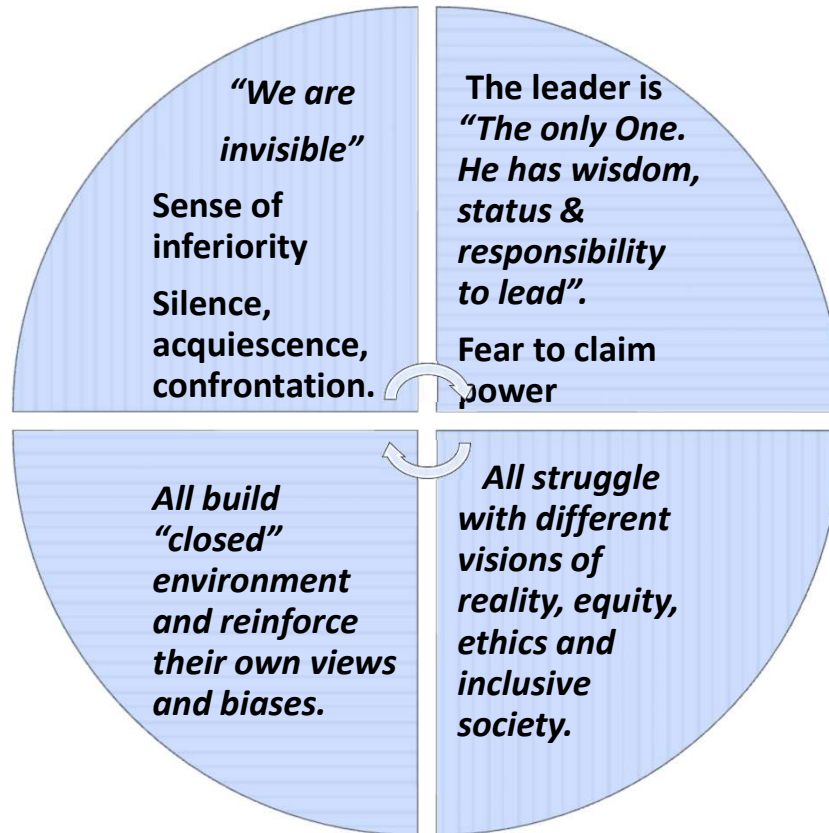 “We are
invisible”
Sense of
inferiority
Silence,
acquiescence,
confrontation.
The leader is
“The only One.
He has wisdom,
status &
responsibility
to lead”.
Fear to claim
power
All build
“closed”
environment
and reinforce
their own views
and biases.
All struggle
with different
visions of
reality, equity,
ethics and
inclusive
society.